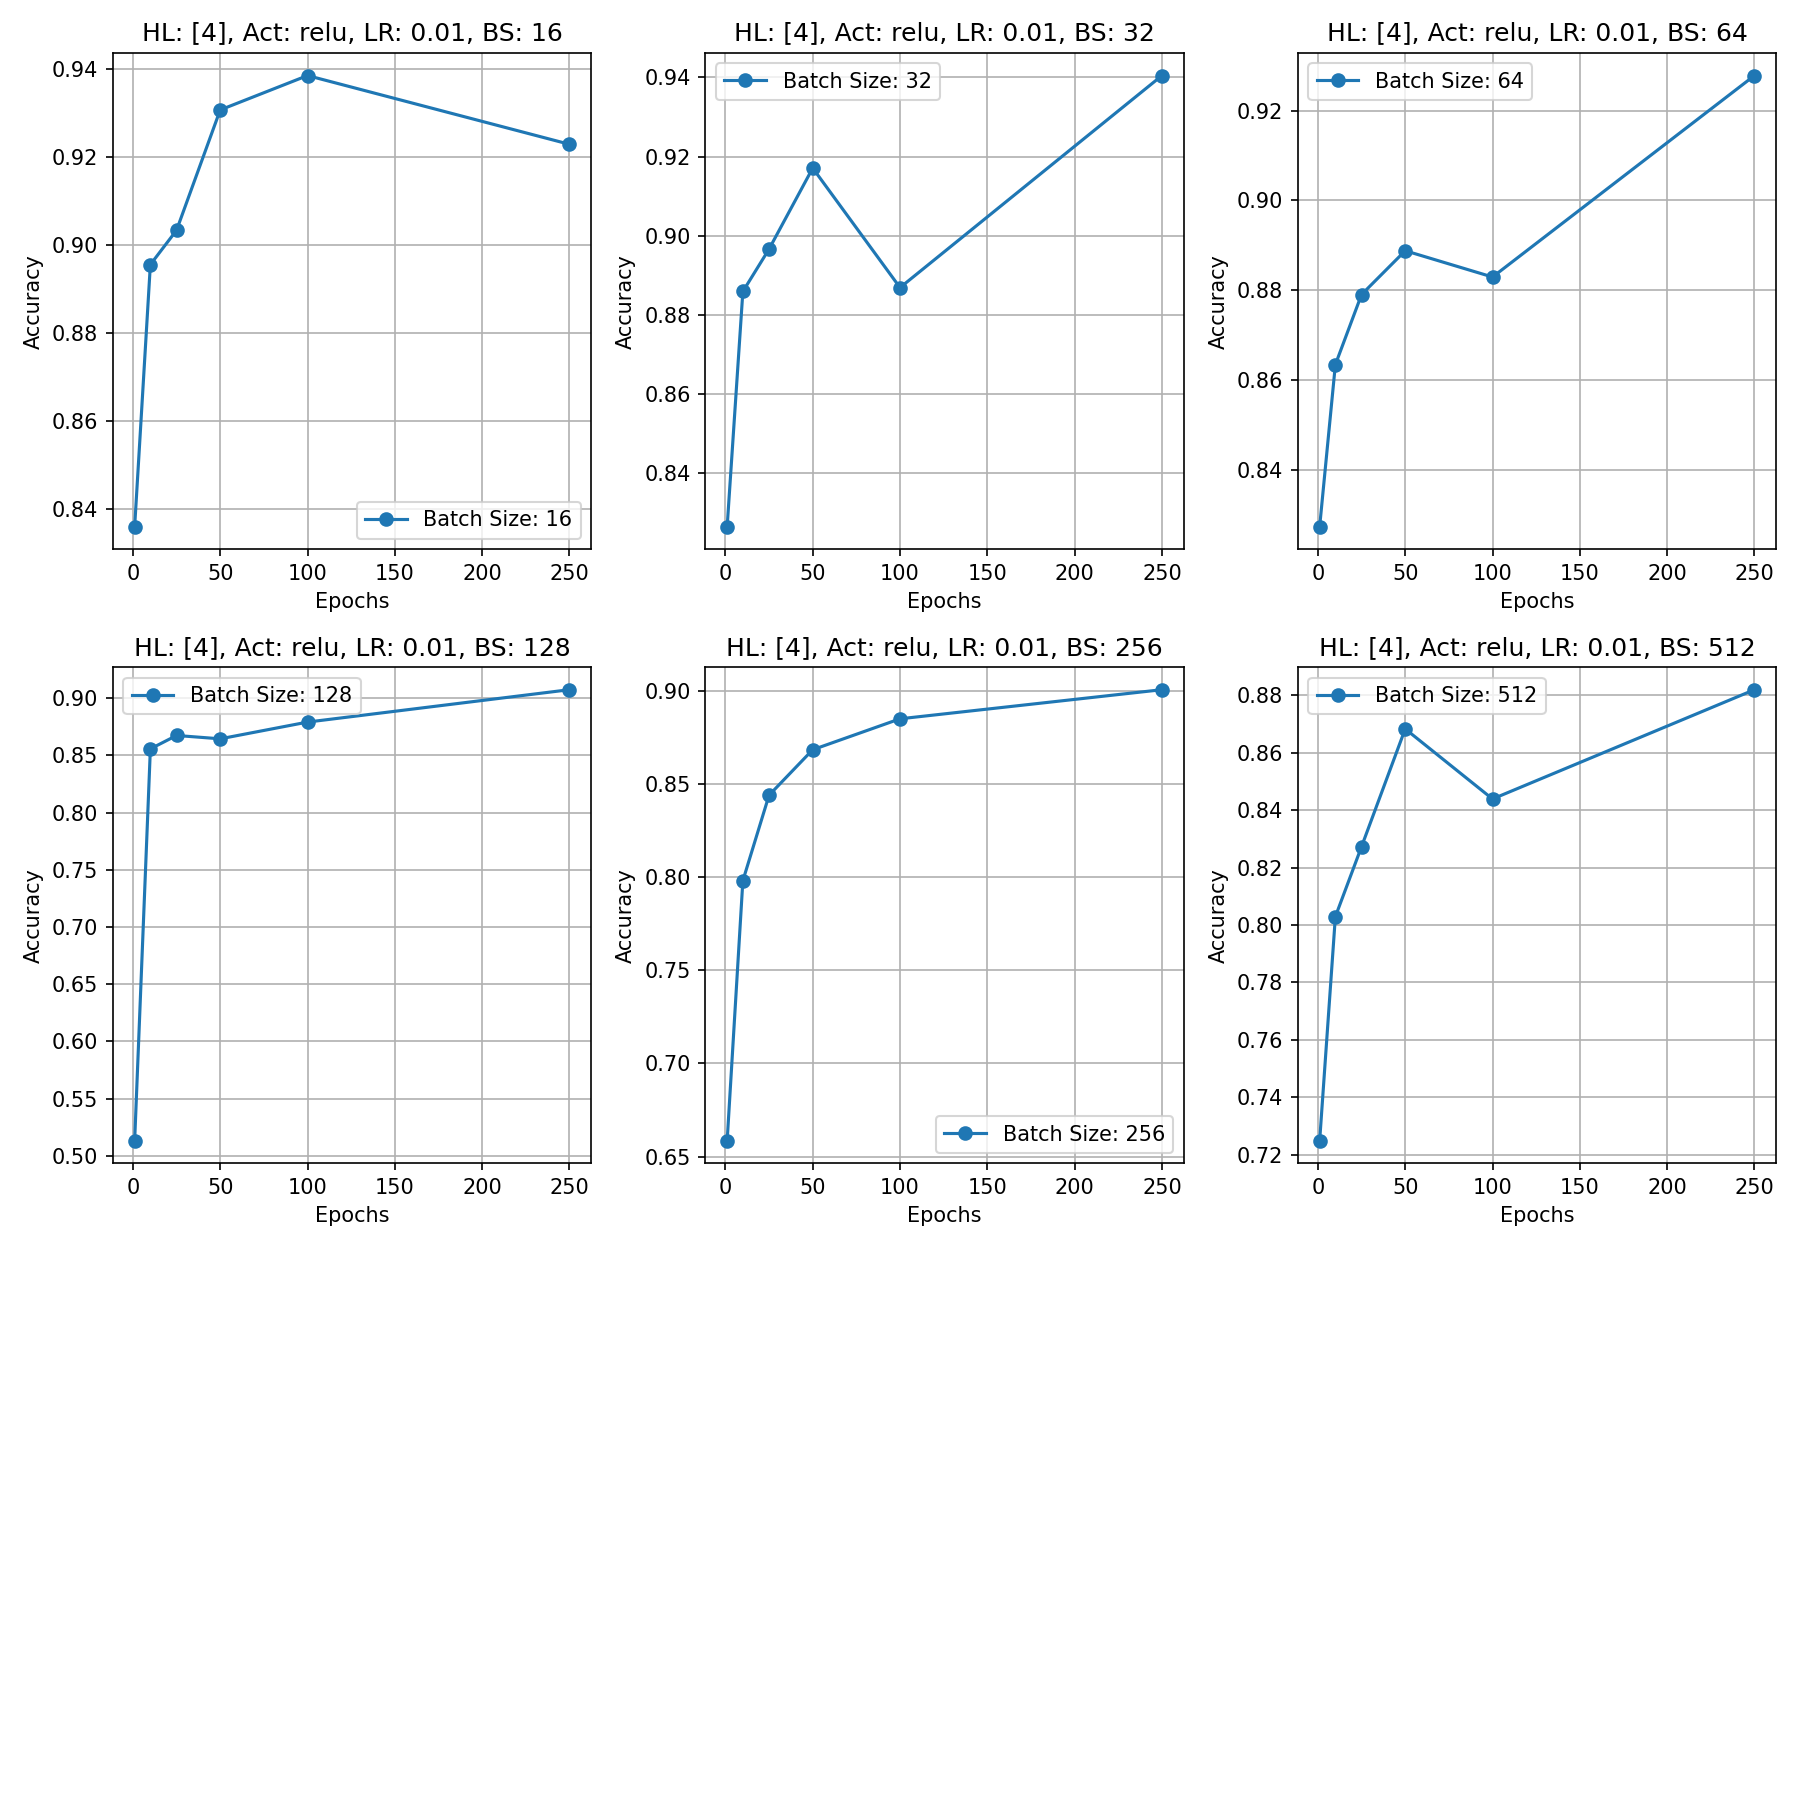 HL: [4], Act: relu, LR: 0.01, BS: 16
0.94
0.92
0.90
0.88
0.86
0.84
Accuracy
Batch Size: 16
0 50 100 150 200 250
Epochs
HL: [4], Act: relu, LR: 0.01, BS: 32
Batch Size: 32
0.94
0.92
0.90
0.88
0.86
0.84
Accuracy
0 50 100 150 200 250
Epochs
HL: [4], Act: relu, LR: 0.01, BS: 64
Batch Size: 64
0.92
0.90
0.88
0.86
0.84
Accuracy
0 50 100 150 200 250
Epochs
HL: [4], Act: relu, LR: 0.01, BS: 128
Batch Size: 128
0.90
0.85
0.80
0.75
0.70
0.65
0.60
0.55
0.50
Accuracy
0 50 100 150 200 250
Epochs
HL: [4], Act: relu, LR: 0.01, BS: 256
0.90
0.85
0.80
0.75
0.70
0.65
Accuracy
Batch Size: 256
0 50 100 150 200 250
Epochs
HL: [4], Act: relu, LR: 0.01, BS: 512
Batch Size: 512
0.88
0.86
0.84
0.82
0.80
0.78
0.76
0.74
0.72
Accuracy
0 50 100 150 200 250
Epochs